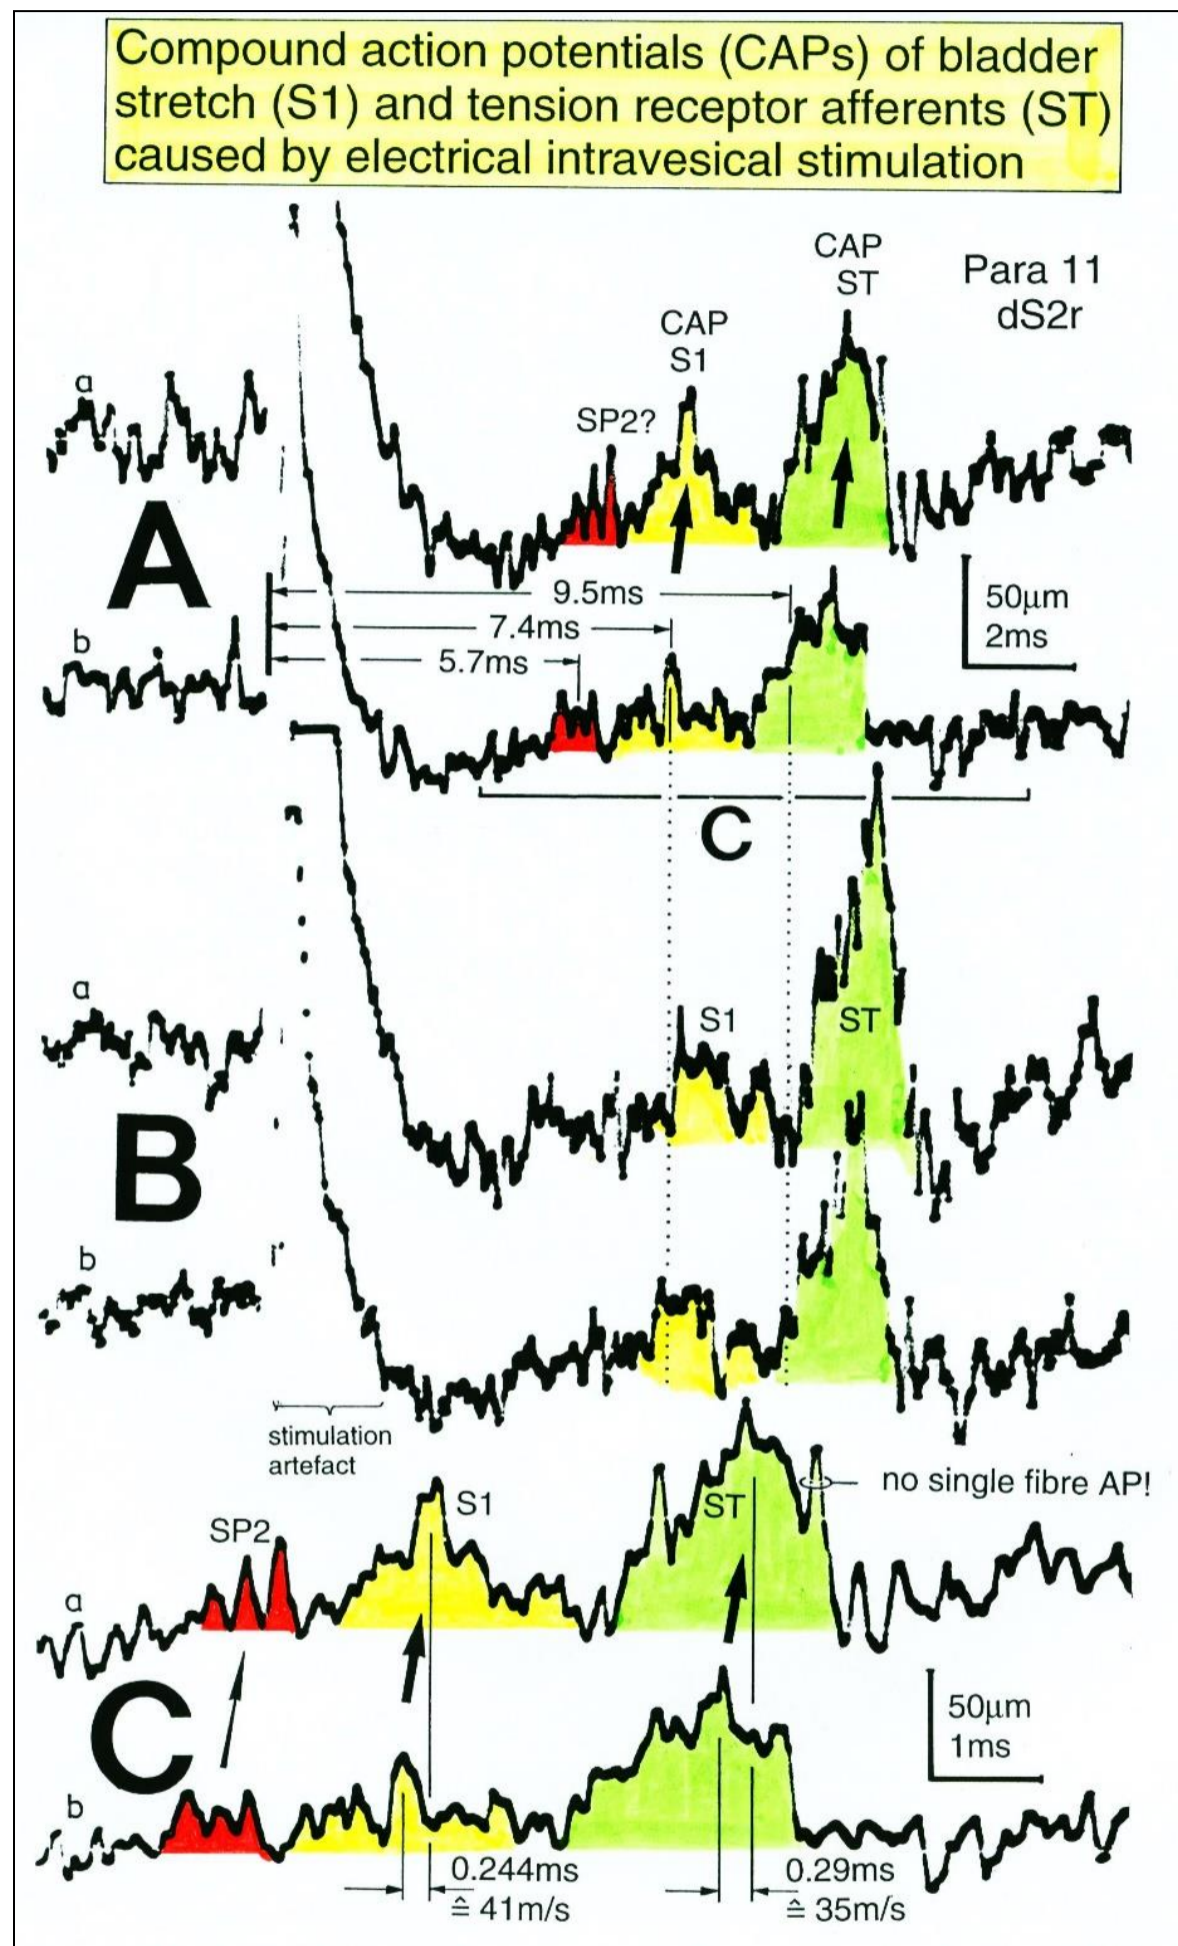 Compound action potentials (CAPs) of bladder
stretch (S1) and tension receptor afferents (ST)
caused by electrical intravesical stimulation
CAP
ST
Para 11
dS2r
CAP
S1
SP2?
a
A
9.5ms
7.4ms
5.7ms
50μm
2ms
b
C
a
S1
ST
B
b
stimulation
artefact
no single fibre AP!
S1
ST
SP2
a
C
50μm
1ms
b
0.244ms
≙ 41m/s
0.29ms
≙ 35m/s